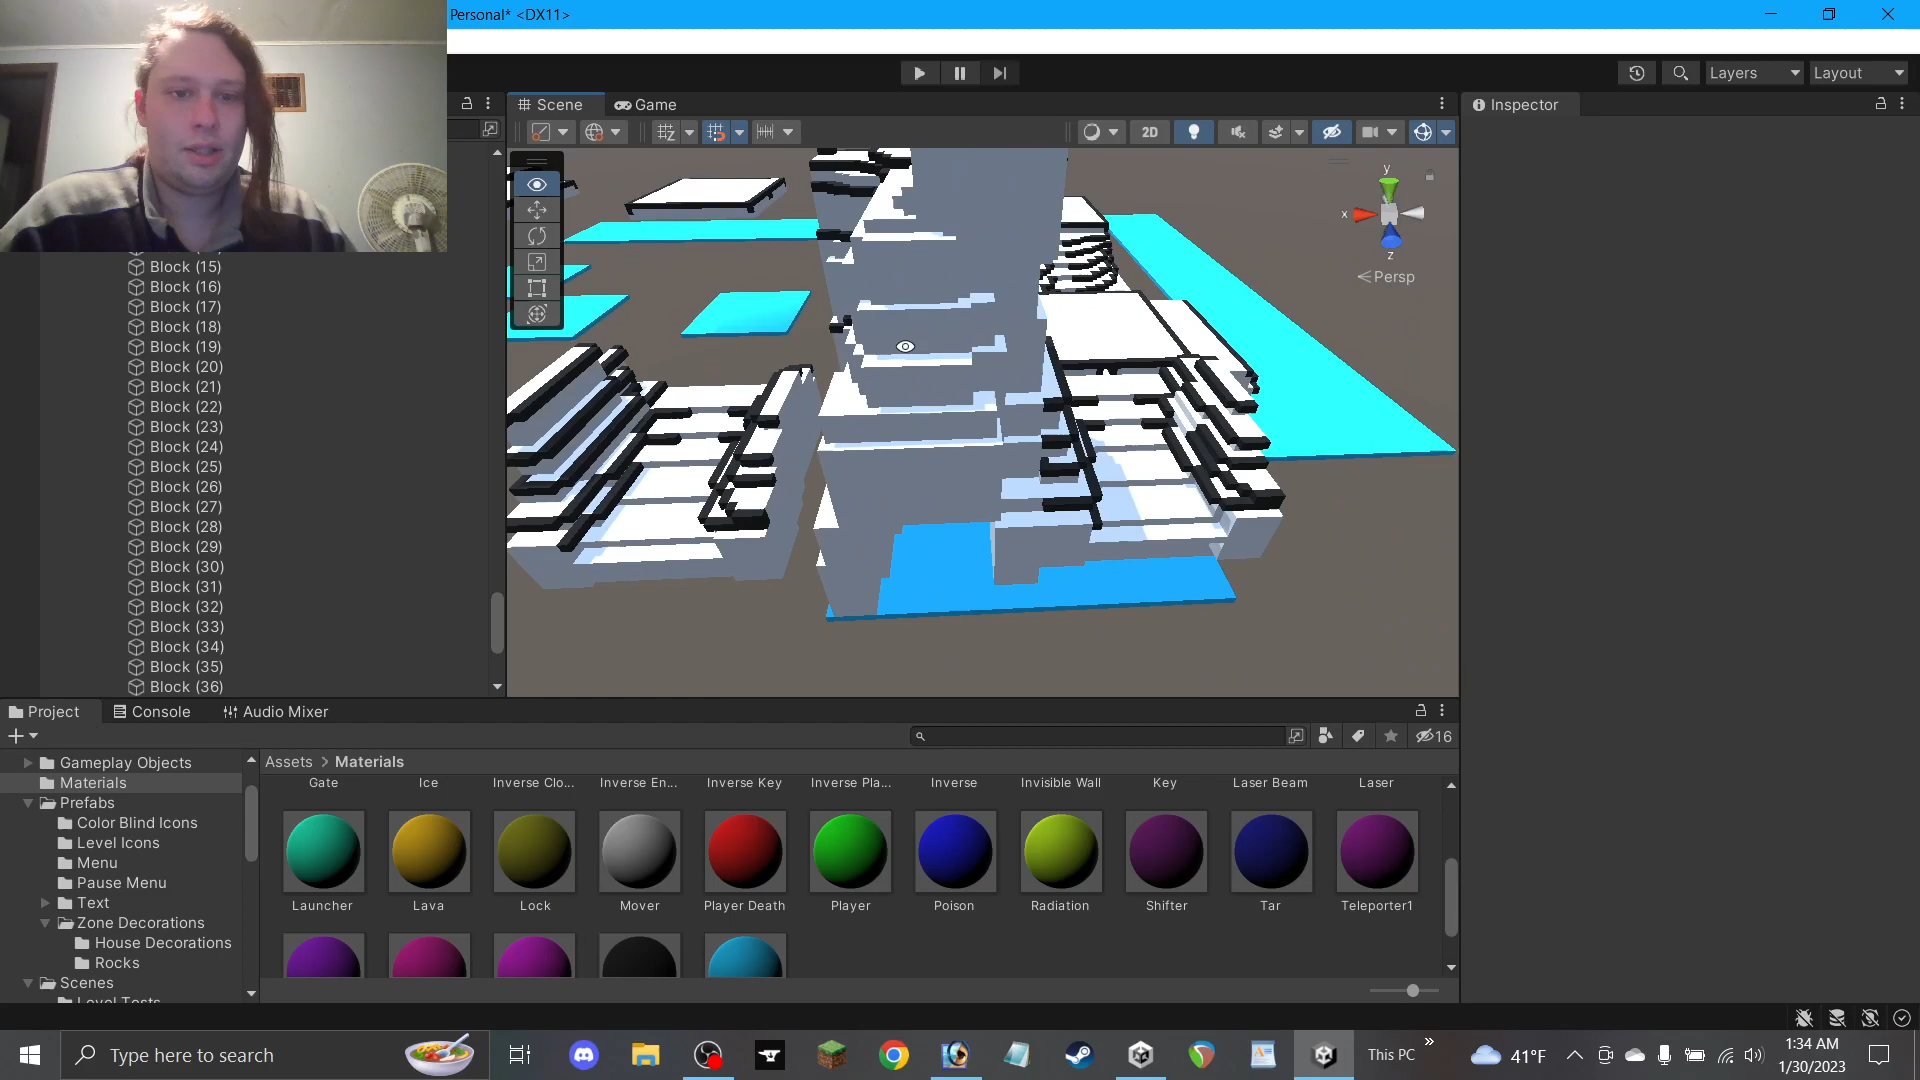 Personal* <DX11>
Layers
Layout
Scene
Game
Inspector
2D
y
x
z
Persp
Block (15)
Block (16)
Block (17)
Block (18)
Block (19)
Block (20)
Block (21)
Block (22)
Block (23)
Block (24)
Block (25)
Block (26)
Block (27)
Block (28)
Block (29)
Block (30)
Block (31)
Block (32)
Block (33)
Block (34)
Block (35)
Block (36)
Project
Console
Audio Mixer
16
Gameplay Objects
Materials
Prefabs
Color Blind Icons
Level Icons
Menu
Pause Menu
Text
Zone Decorations
House Decorations
Rocks
Scenes
Level Tests
Assets > Materials
Gate Ice Inverse Clo... Inverse En... Inverse Key Inverse Pla... Inverse Invisible Wall Key Laser Beam Laser
Launcher Lava Lock Mover Player Death Player Poison Radiation Shifter Tar Teleporter1
Type here to search
This PC
»
41°F
1:34 AM
1/30/2023